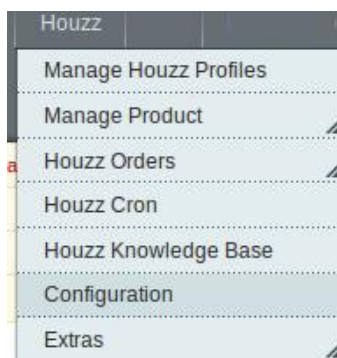 Houzz
Manage Houzz Profiles
Manage Product
Houzz Orders
Houzz Cron
Houzz Knowledge Base
Configuration
Extras